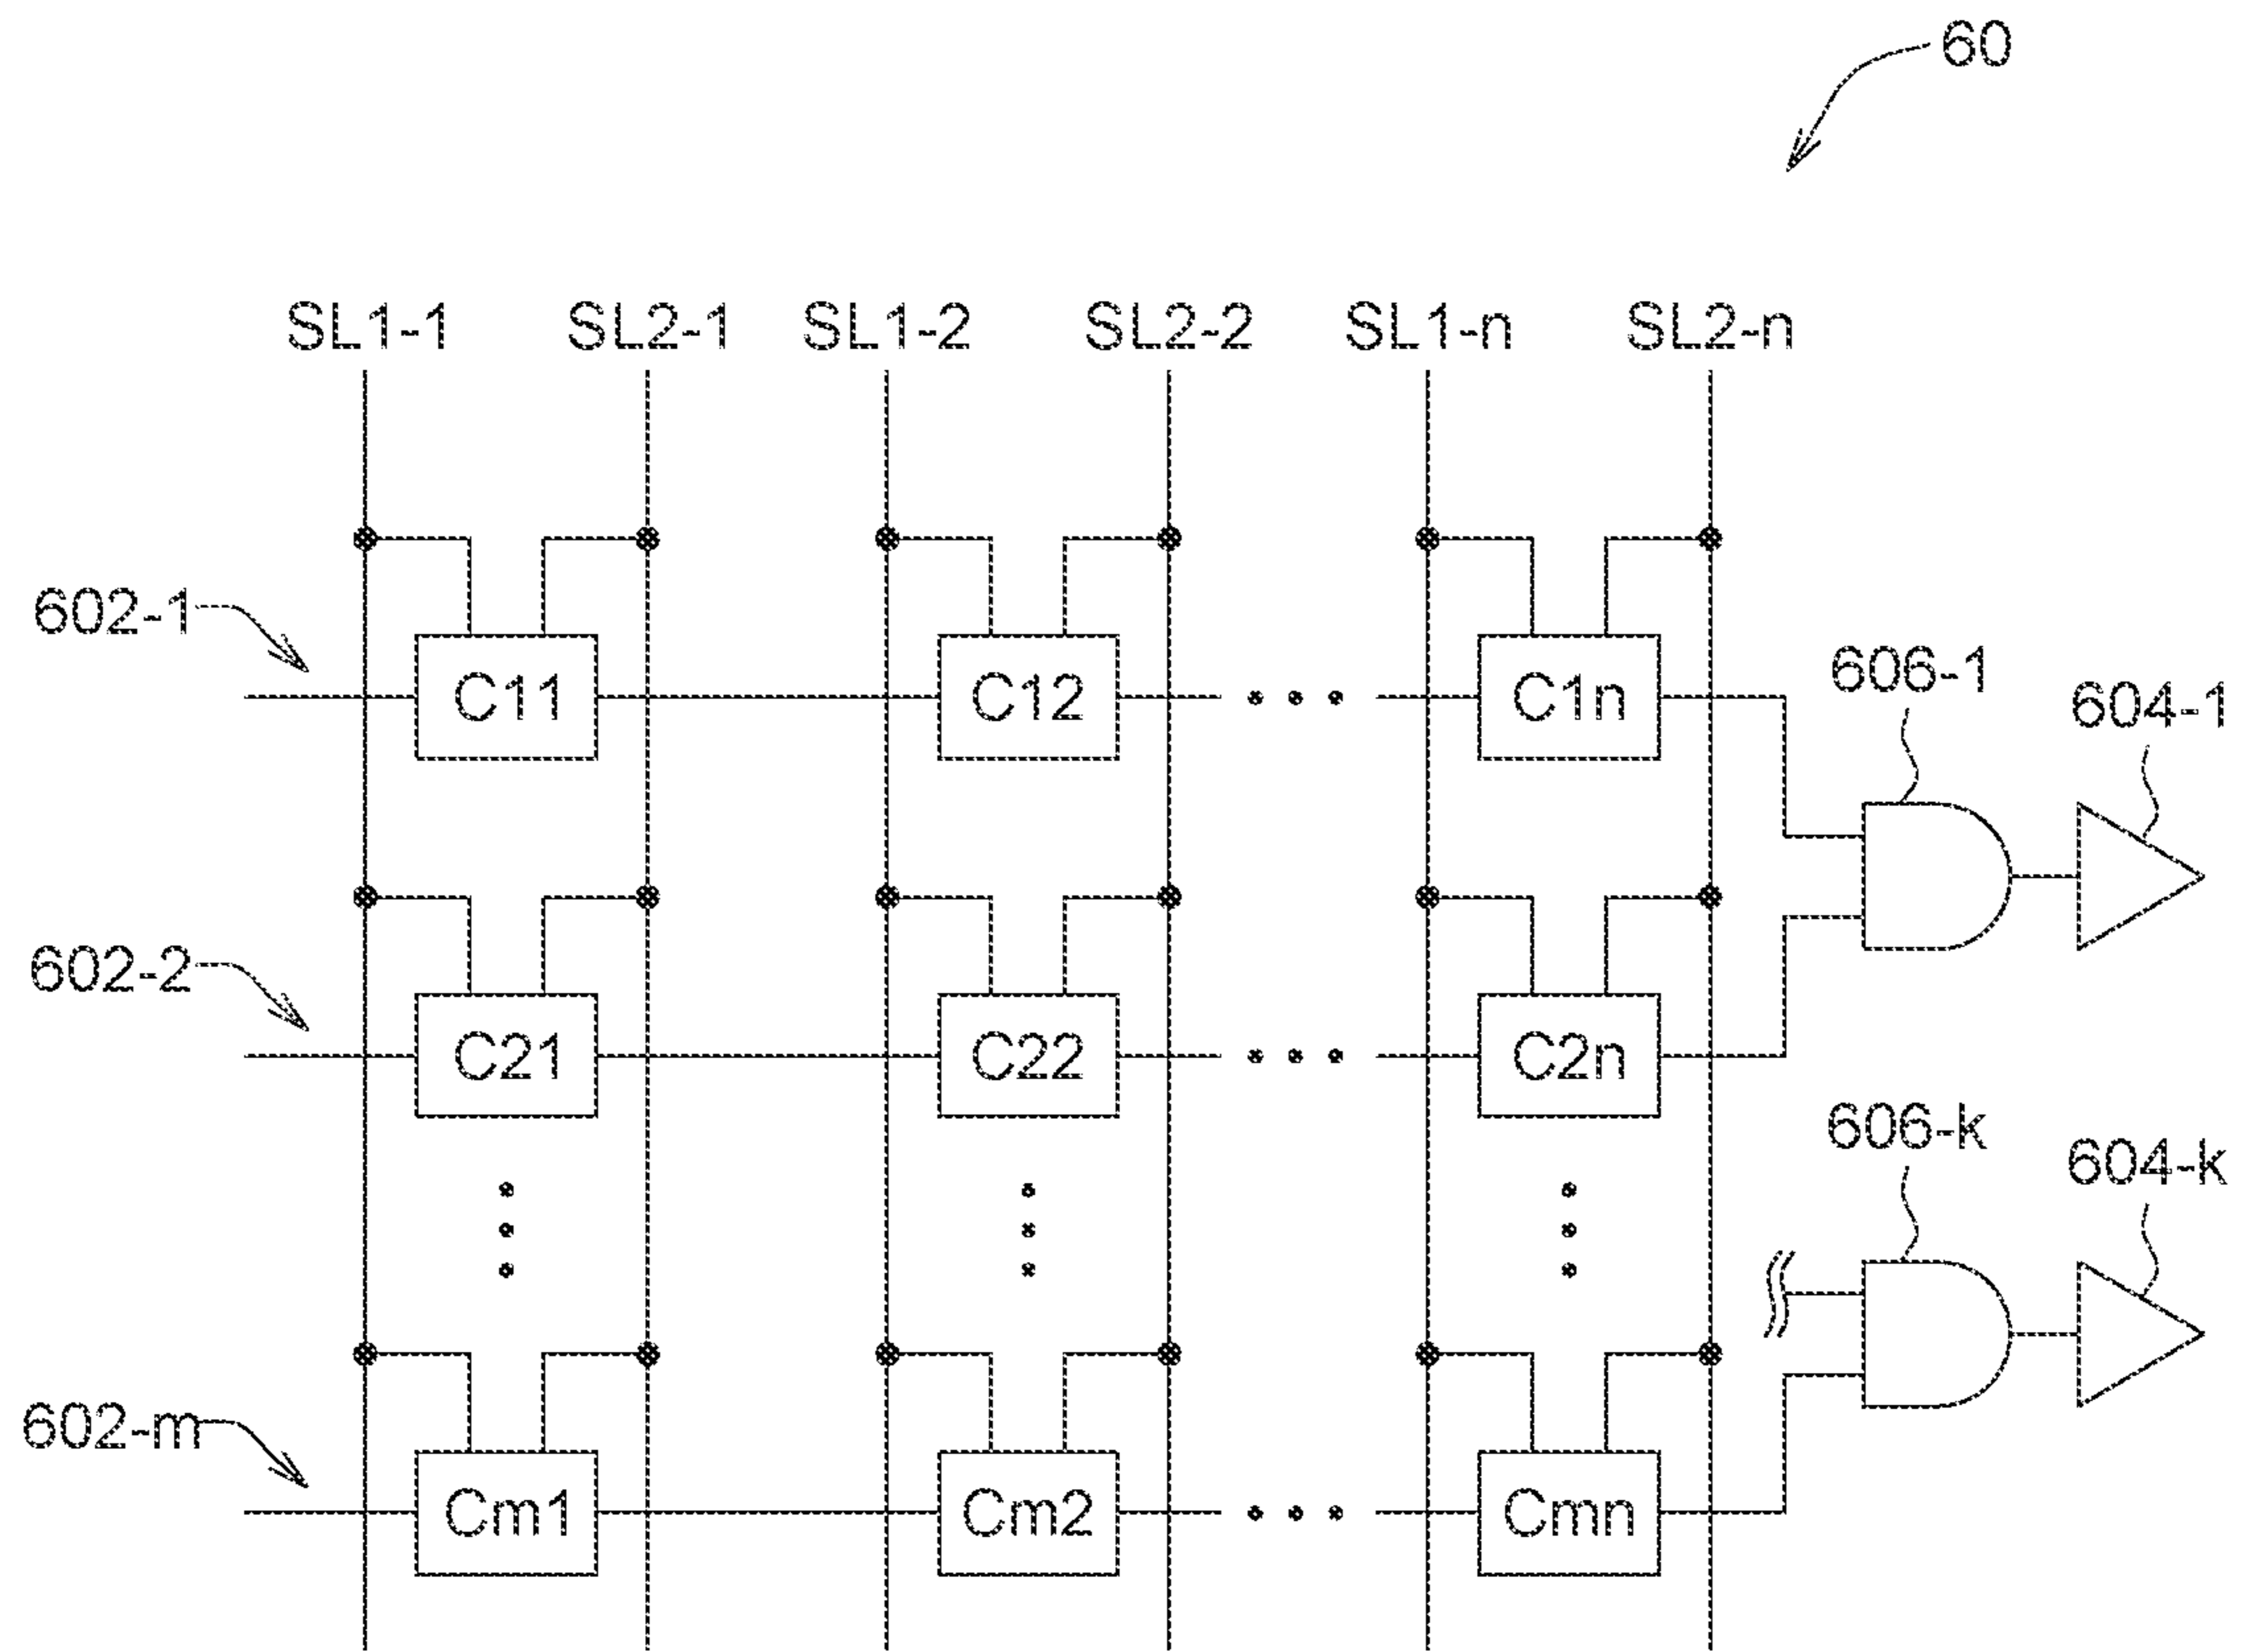 60
SL1-1 SL2-1 SL1-2 SL2-2 SL1-n SL2-n
602-1
C11 C12 C1n
606-1
604-1
602-2
C21 C22 C2n
606-k
604-k
602-m
Cm1 Cm2 Cmn